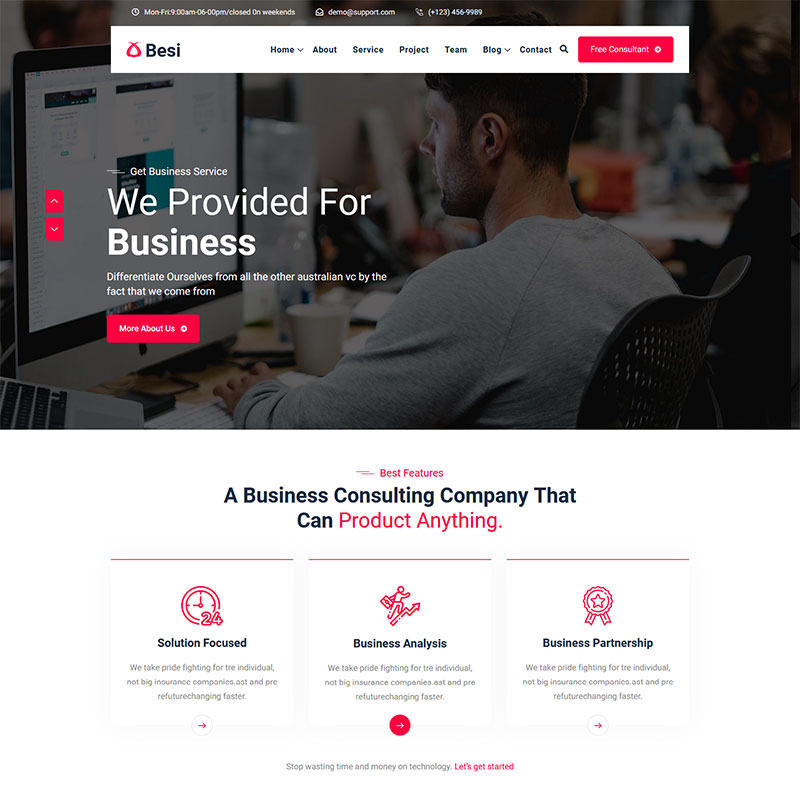 Mon-Fri:9:00am-06:00pm/closed 0n weekends demo@support.com (+123) 456-9989
Besi Home About Service Project Team Blog Contact Free Consultant
Get Business Service
We Provided For
Business
Differentiate Ourselves from all the other australian vc by the
fact that we come from
More About Us
Best Features
A Business Consulting Company That
Can Product Anything.
24
Solution Focused
We take pride fighting for tre individual,
not big insurance companies.ast and pre
refuturechanging faster.
Business Analysis
We take pride fighting for tre individual,
not big insurance companies.ast and pre
refuturechanging faster.
Business Partnership
We take pride fighting for tre individual,
not big insurance companies.ast and pre
refuturechanging faster.
Stop wasting time and money on technology. Let's get started